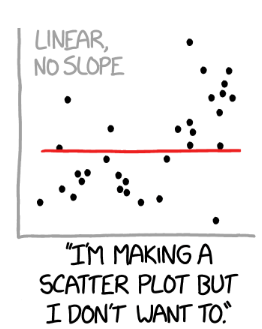 LINEAR,
NO SLOPE
"I'M MAKING A
SCATTER PLOT BUT
I DON'T WANT TO."